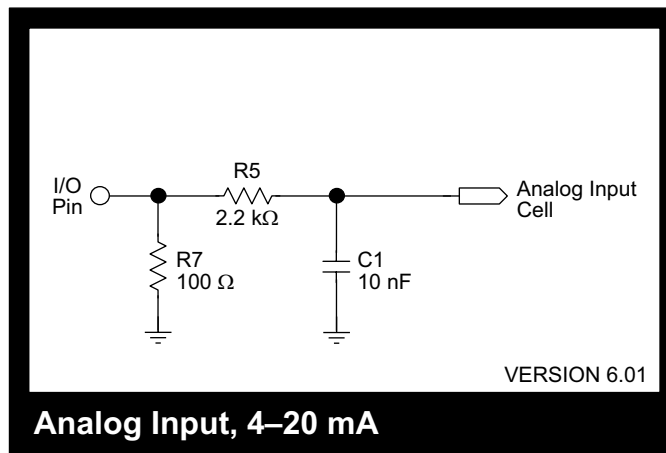 I/O
Pin
R5
2.2 kΩ
Analog Input
Cell
R7
100 Ω
C1
10 nF
VERSION 6.01
Analog Input, 4–20 mA